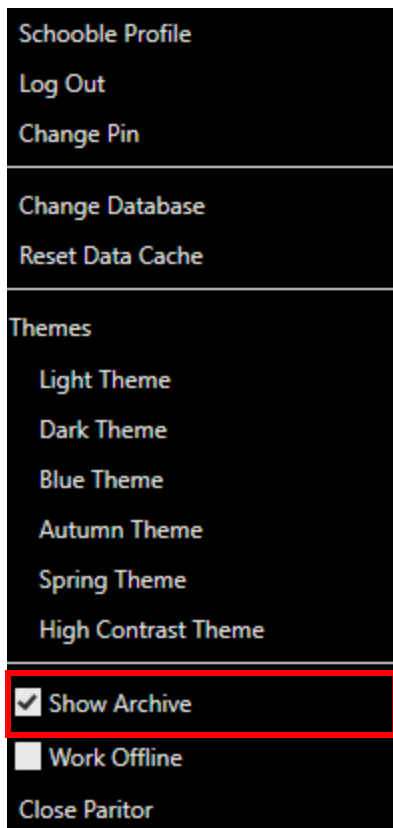 Schooble Profile
Log Out
Change Pin
Change Database
Reset Data Cache
Themes
Light Theme
Dark Theme
Blue Theme
Autumn Theme
Spring Theme
High Contrast Theme
Show Archive
Work Offline
Close Paritor